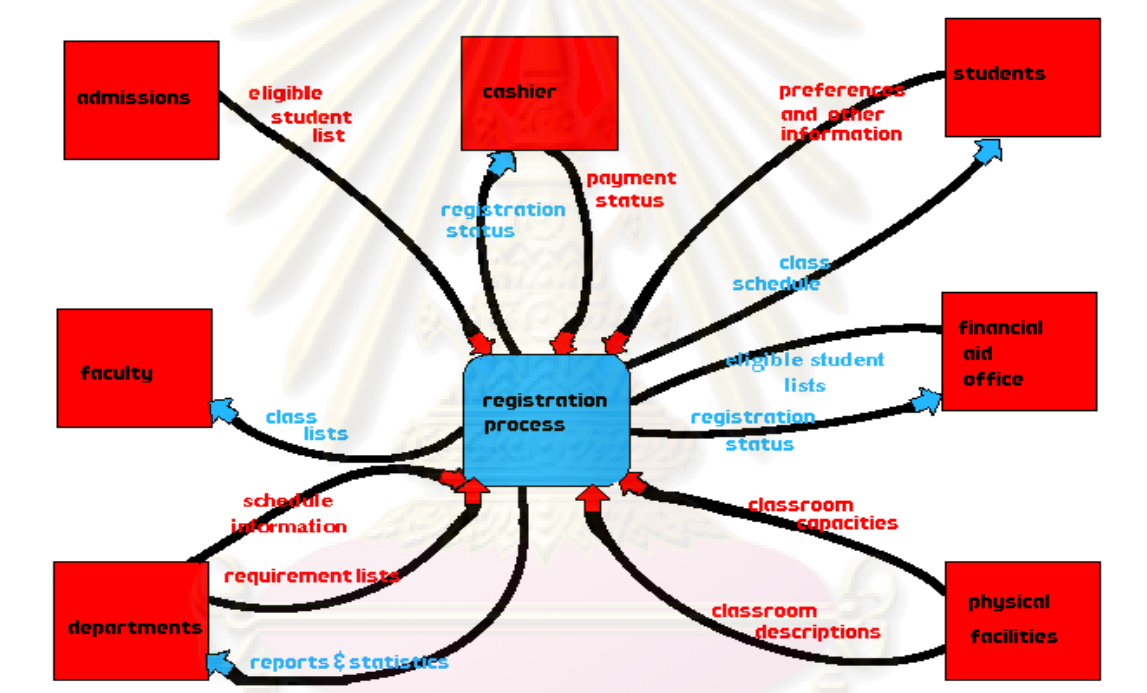 admissions
eligible
student
list
cashier
students
preferences
and other
information
payment
status
registration
status
class
schedule
faculty
financial
aid
office
eligible student
lists
registration
process
class
lists
registration
status
schedule
information
classroom
capacities
requirement lists
departments
physical
facilities
classroom
descriptions
reports & statistics